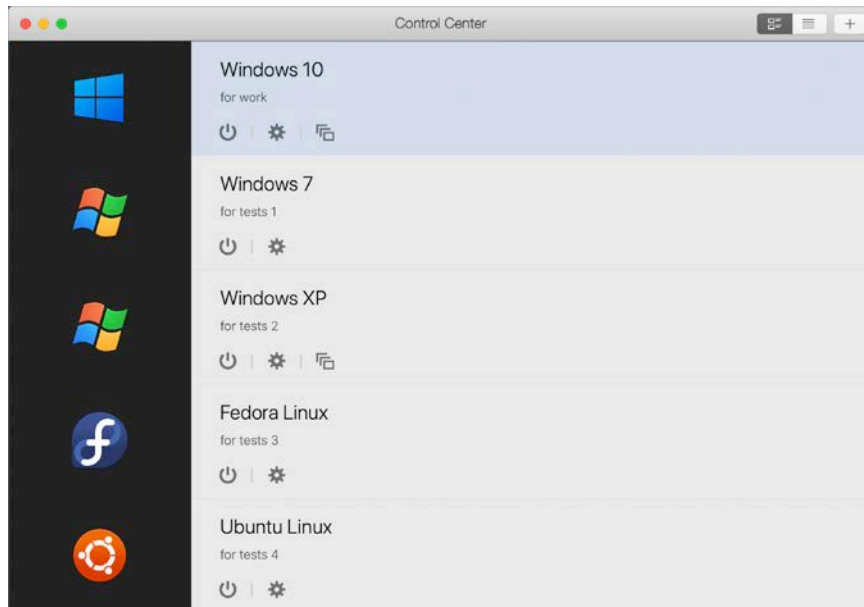 Control Center
Windows 10
for work
Windows 7
for tests 1
Windows XP
for tests 2
Fedora Linux
for tests 3
Ubuntu Linux
for tests 4